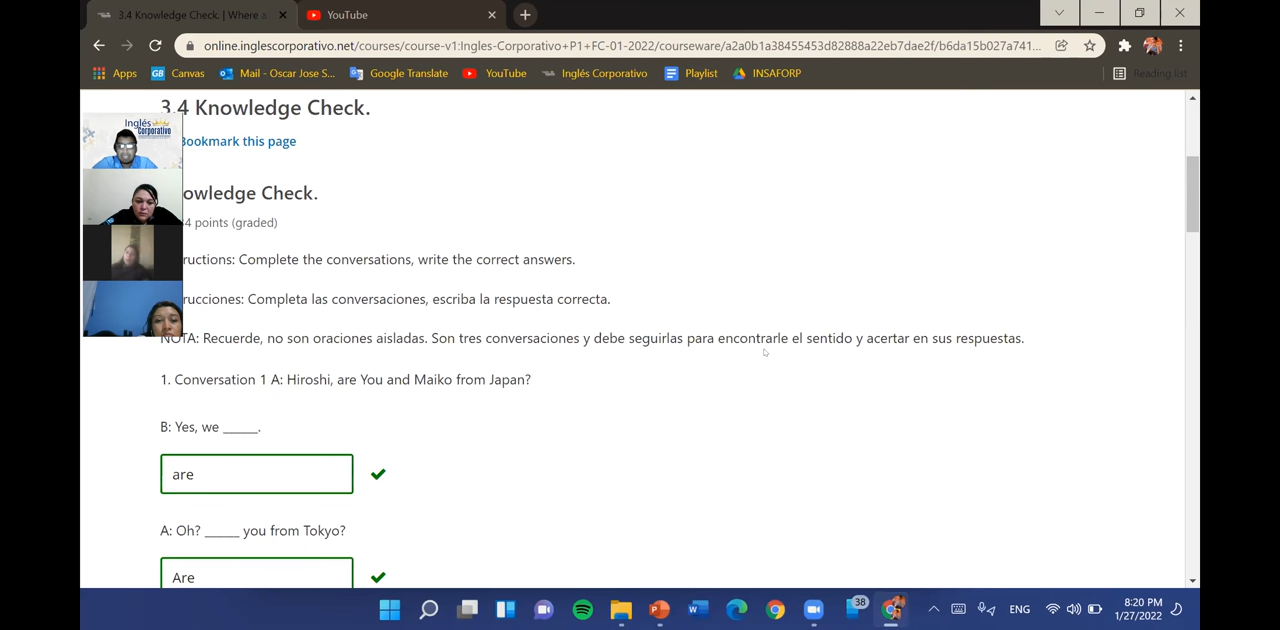 3.4 Knowledge Check. | Where a
YouTube
online.inglescorporativo.net/courses/course-v1:Ingles-Corporativo+P1+FC-01-2022/courseware/a2a0b1a38455453d82888a22eb7dae2f/b6da15b027a741...
Apps
GB Canvas
Mail - Oscar Jose S...
Google Translate
YouTube
Inglés Corporativo
Playlist
INSAFORP
Reading list
3.4 Knowledge Check.
Inglés
Corporativo
Bookmark this page
owledge Check.
34 points (graded)
ructions: Complete the conversations, write the correct answers.
rucciones: Completa las conversaciones, escriba la respuesta correcta.
NOTA: Recuerde, no son oraciones aisladas. Son tres conversaciones y debe seguirlas para encontrarle el sentido y acertar en sus respuestas.
1. Conversation 1 A: Hiroshi, are You and Maiko from Japan?
B: Yes, we _____.
are
A: Oh? _____ you from Tokyo?
Are
38
ENG
8:20 PM
1/27/2022